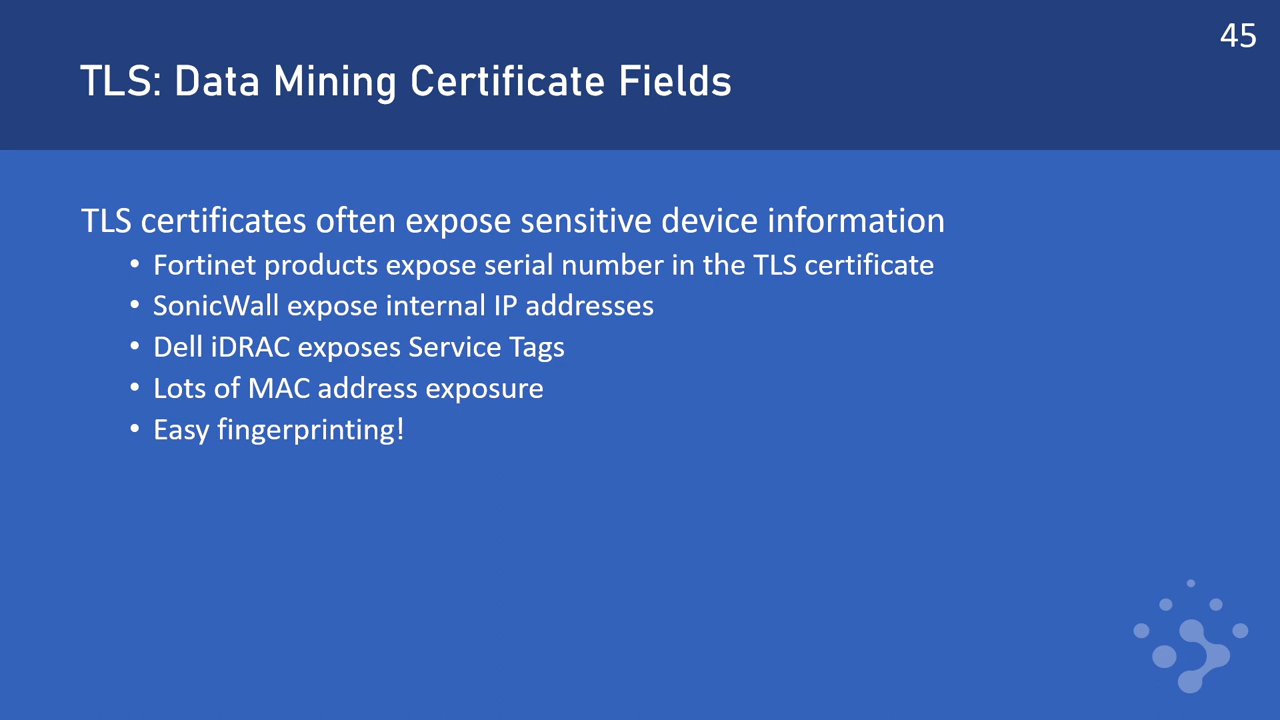 45
TLS: Data Mining Certificate Fields
TLS certificates often expose sensitive device information
• Fortinet products expose serial number in the TLS certificate
• SonicWall expose internal IP addresses
• Dell iDRAC exposes Service Tags
• Lots of MAC address exposure
• Easy fingerprinting!